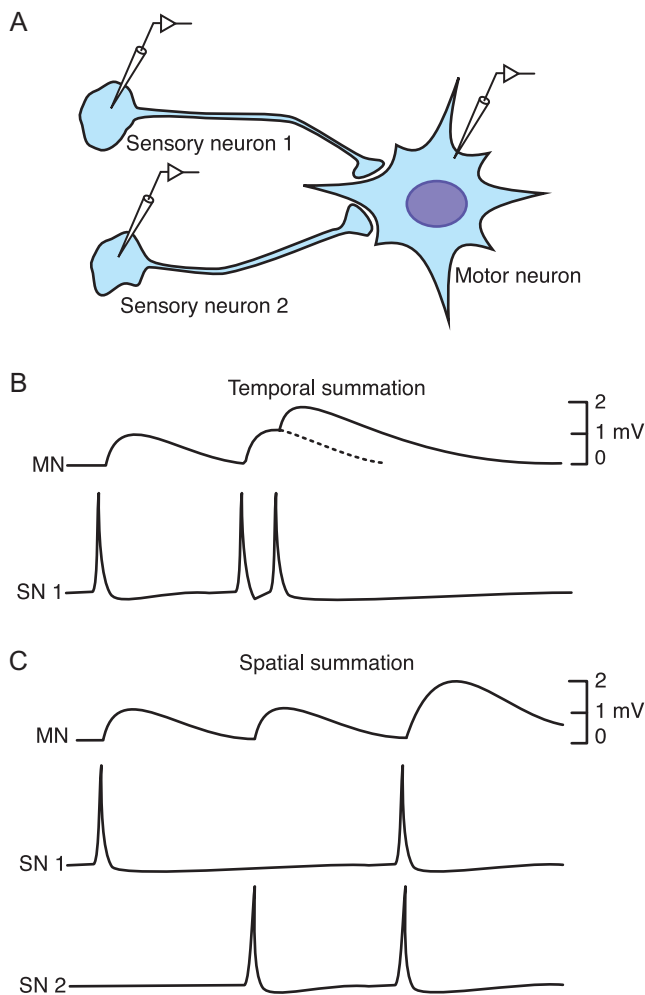 A
Sensory neuron 1
Sensory neuron 2
Motor neuron
B
Temporal summation
2
1 mV
0
MN
SN 1
C
Spatial summation
2
1 mV
0
MN
SN 1
SN 2